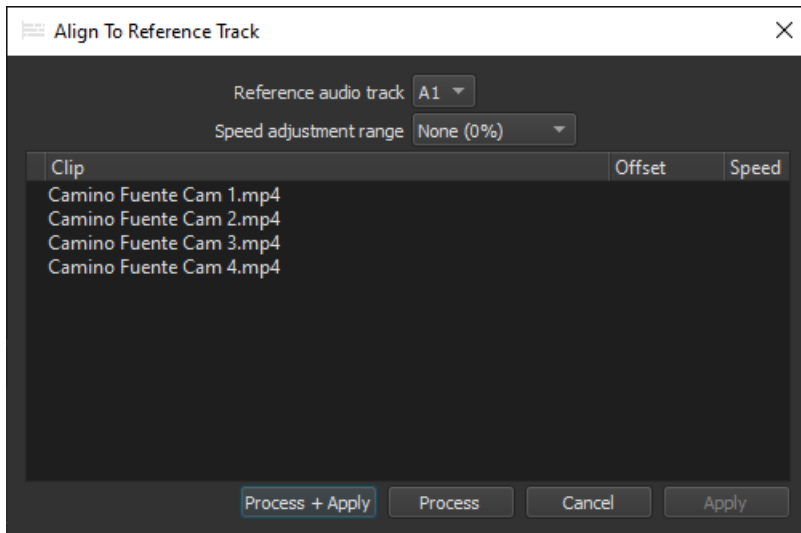 Align To Reference Track
Reference audio track A1
Speed adjustment range None (0%)
Clip Offset Speed
Camino Fuente Cam 1.mp4
Camino Fuente Cam 2.mp4
Camino Fuente Cam 3.mp4
Camino Fuente Cam 4.mp4
Process + Apply Process Cancel Apply